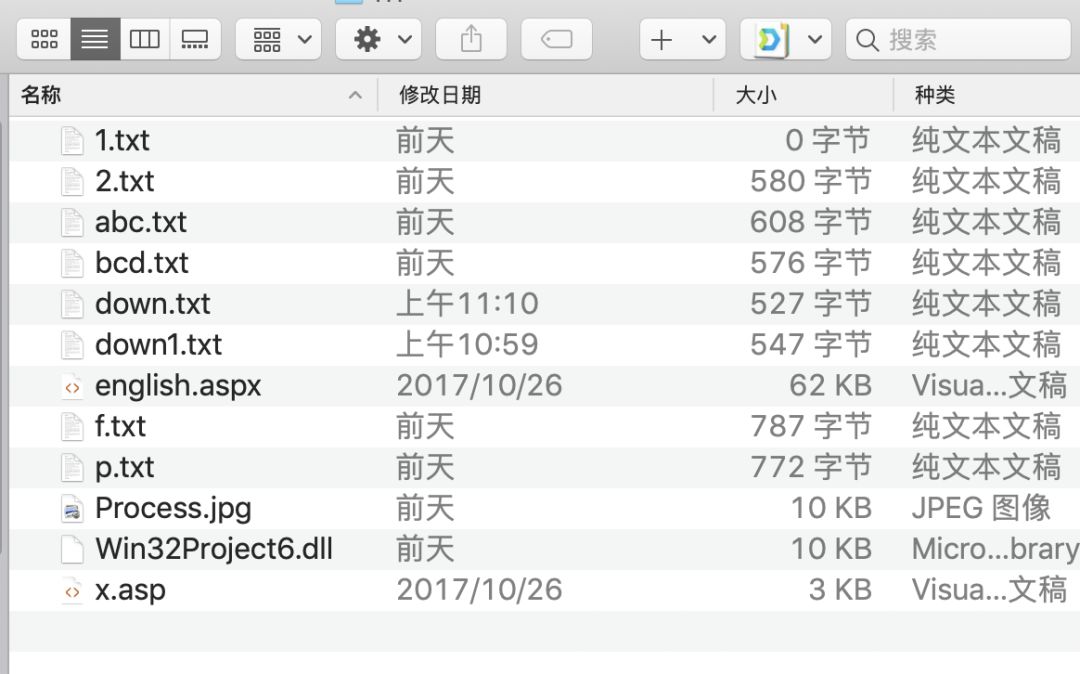 搜索
名称 修改日期 大小 种类
1.txt 前天 0 字节 纯文本文稿
2.txt 前天 580 字节 纯文本文稿
abc.txt 前天 608 字节 纯文本文稿
bcd.txt 前天 576 字节 纯文本文稿
down.txt 上午11:10 527 字节 纯文本文稿
down1.txt 上午10:59 547 字节 纯文本文稿
english.aspx 2017/10/26 62 KB Visua...文稿
f.txt 前天 787 字节 纯文本文稿
p.txt 前天 772 字节 纯文本文稿
Process.jpg 前天 10 KB JPEG 图像
Win32Project6.dll 前天 10 KB Micro...brary
x.asp 2017/10/26 3 KB Visua...文稿